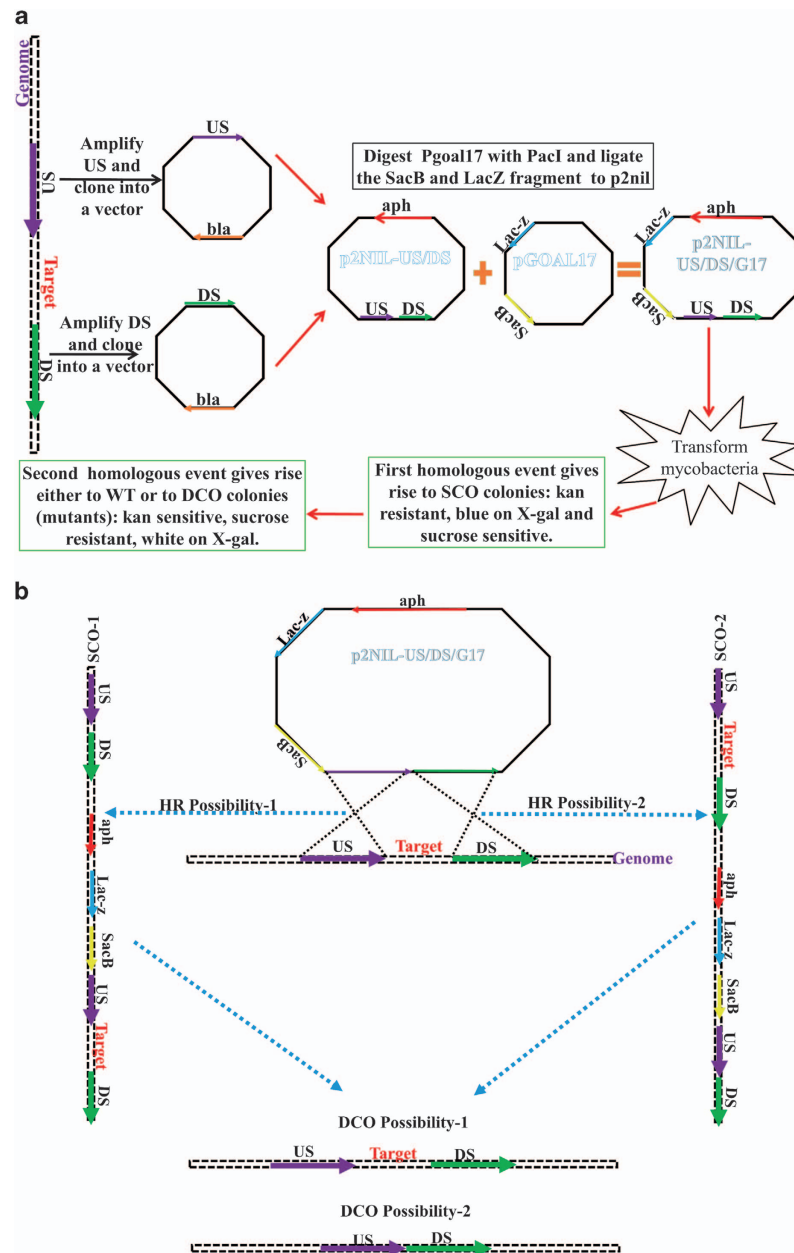 a
Genome
US
Target
DS
Amplify
US and
clone into
a vector
US
bla
Amplify DS
and clone
into a vector
DS
bla
Digest Pgoal17 with PacI and ligate
the SacB and LacZ fragment to p2nil
aph
p2NIL-US/DS
US DS
+
Lac-z
pGOAL17
SacB
=
aph
Lac-z
p2NIL-
US/DS/G17
SacB
US DS
Transform
mycobacteria
First homologous event gives
rise to SCO colonies: kan
resistant, blue on X-gal and
sucrose sensitive.
Second homologous event gives rise
either to WT or to DCO colonies
(mutants): kan sensitive, sucrose
resistant, white on X-gal.
b
SCO-1
US
DS
aph
Lac-z
SacB
US
Target
DS
aph
Lac-z
p2NIL-US/DS/G17
SacB
HR Possibility-1
HR Possibility-2
US Target DS
Genome
SCO-2
US
Target
DS
aph
Lac-z
SacB
US
DS
DCO Possibility-1
US Target DS
DCO Possibility-2
US DS